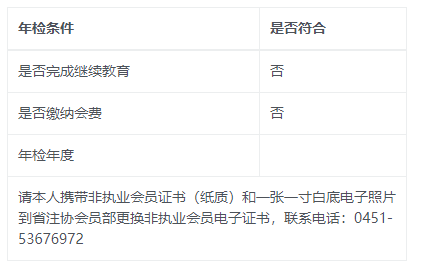 年检条件 是否符合
是否完成继续教育 否
是否缴纳会费 否
年检年度
请本人携带非执业会员证书（纸质）和一张一寸白底电子照片
到省注协会员部更换非执业会员电子证书，联系电话：0451-
53676972